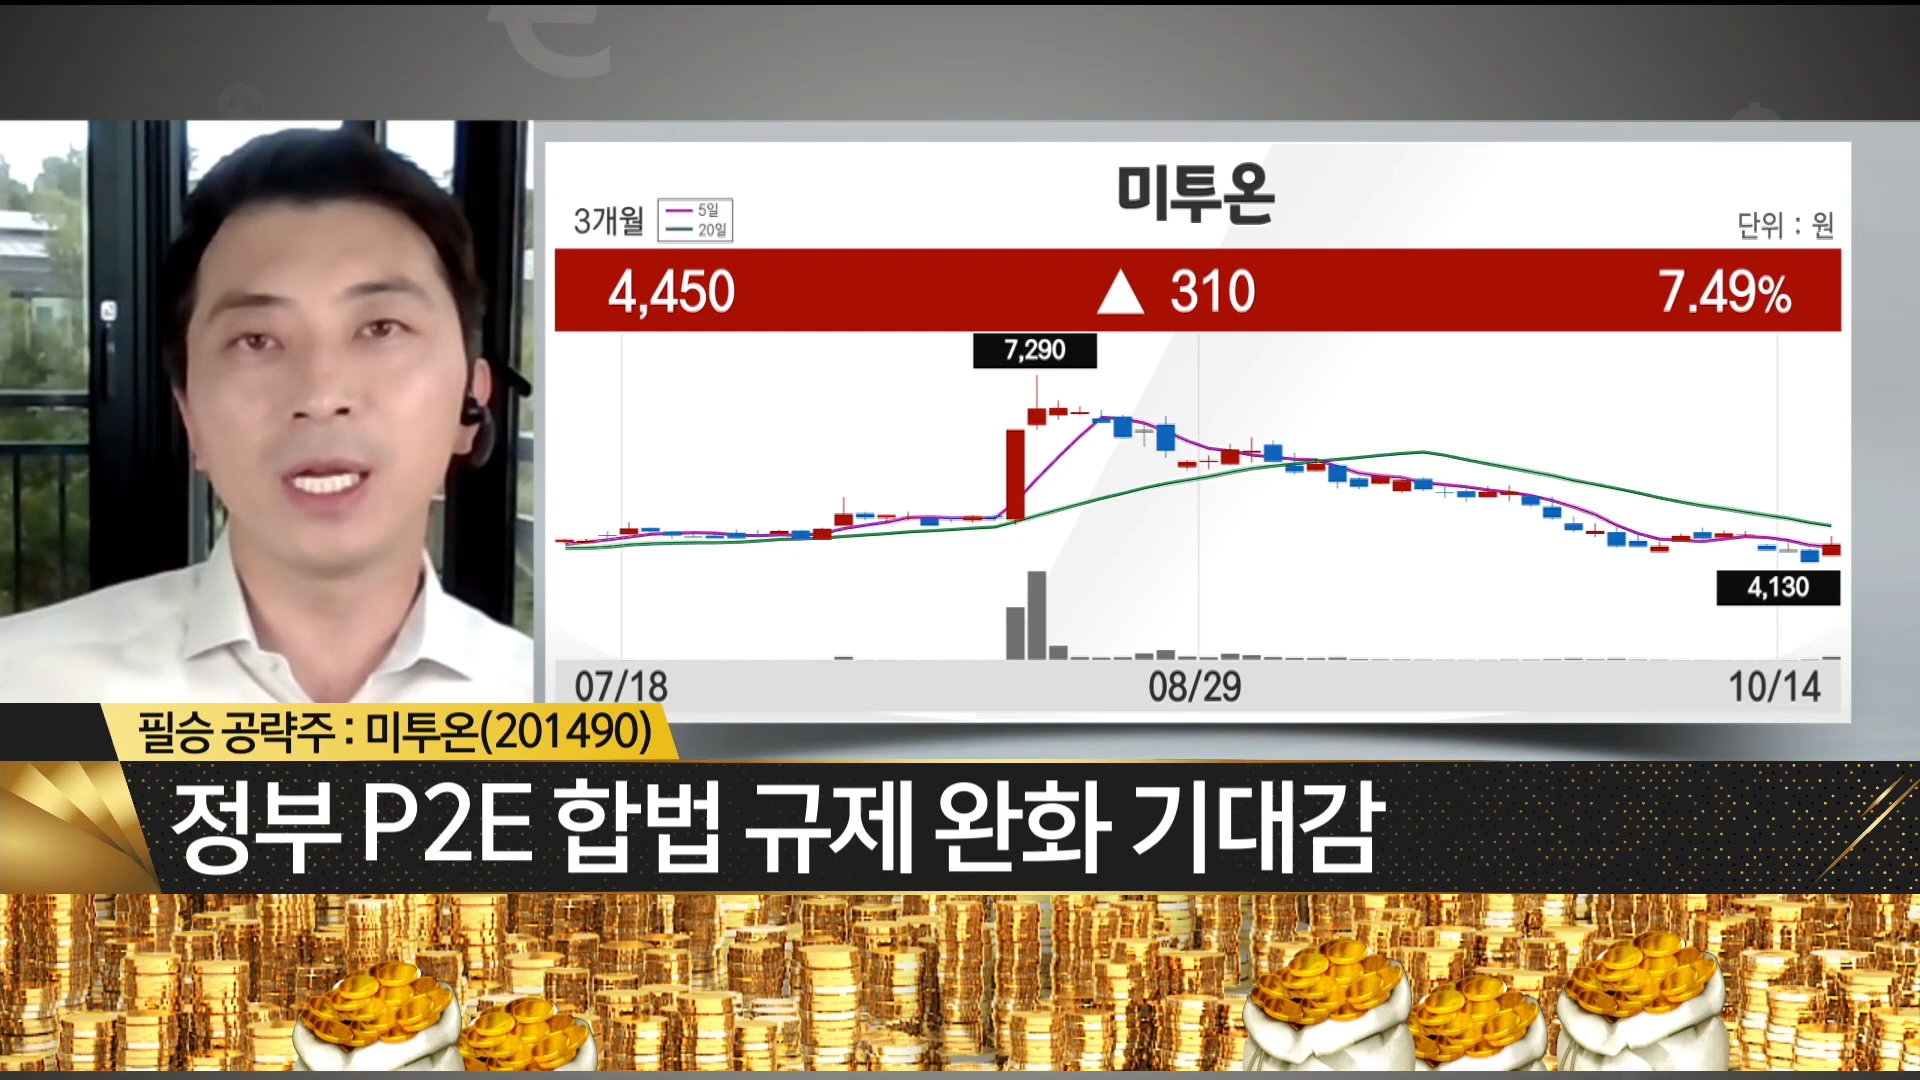 미투온
3개월
5일
20일
단위 : 원
4,450 ▲ 310 7.49%
7,290
4,130
07/18 08/29 10/14
필승 공략주 : 미투온(201490)
정부 P2E 합법 규제 완화 기대감